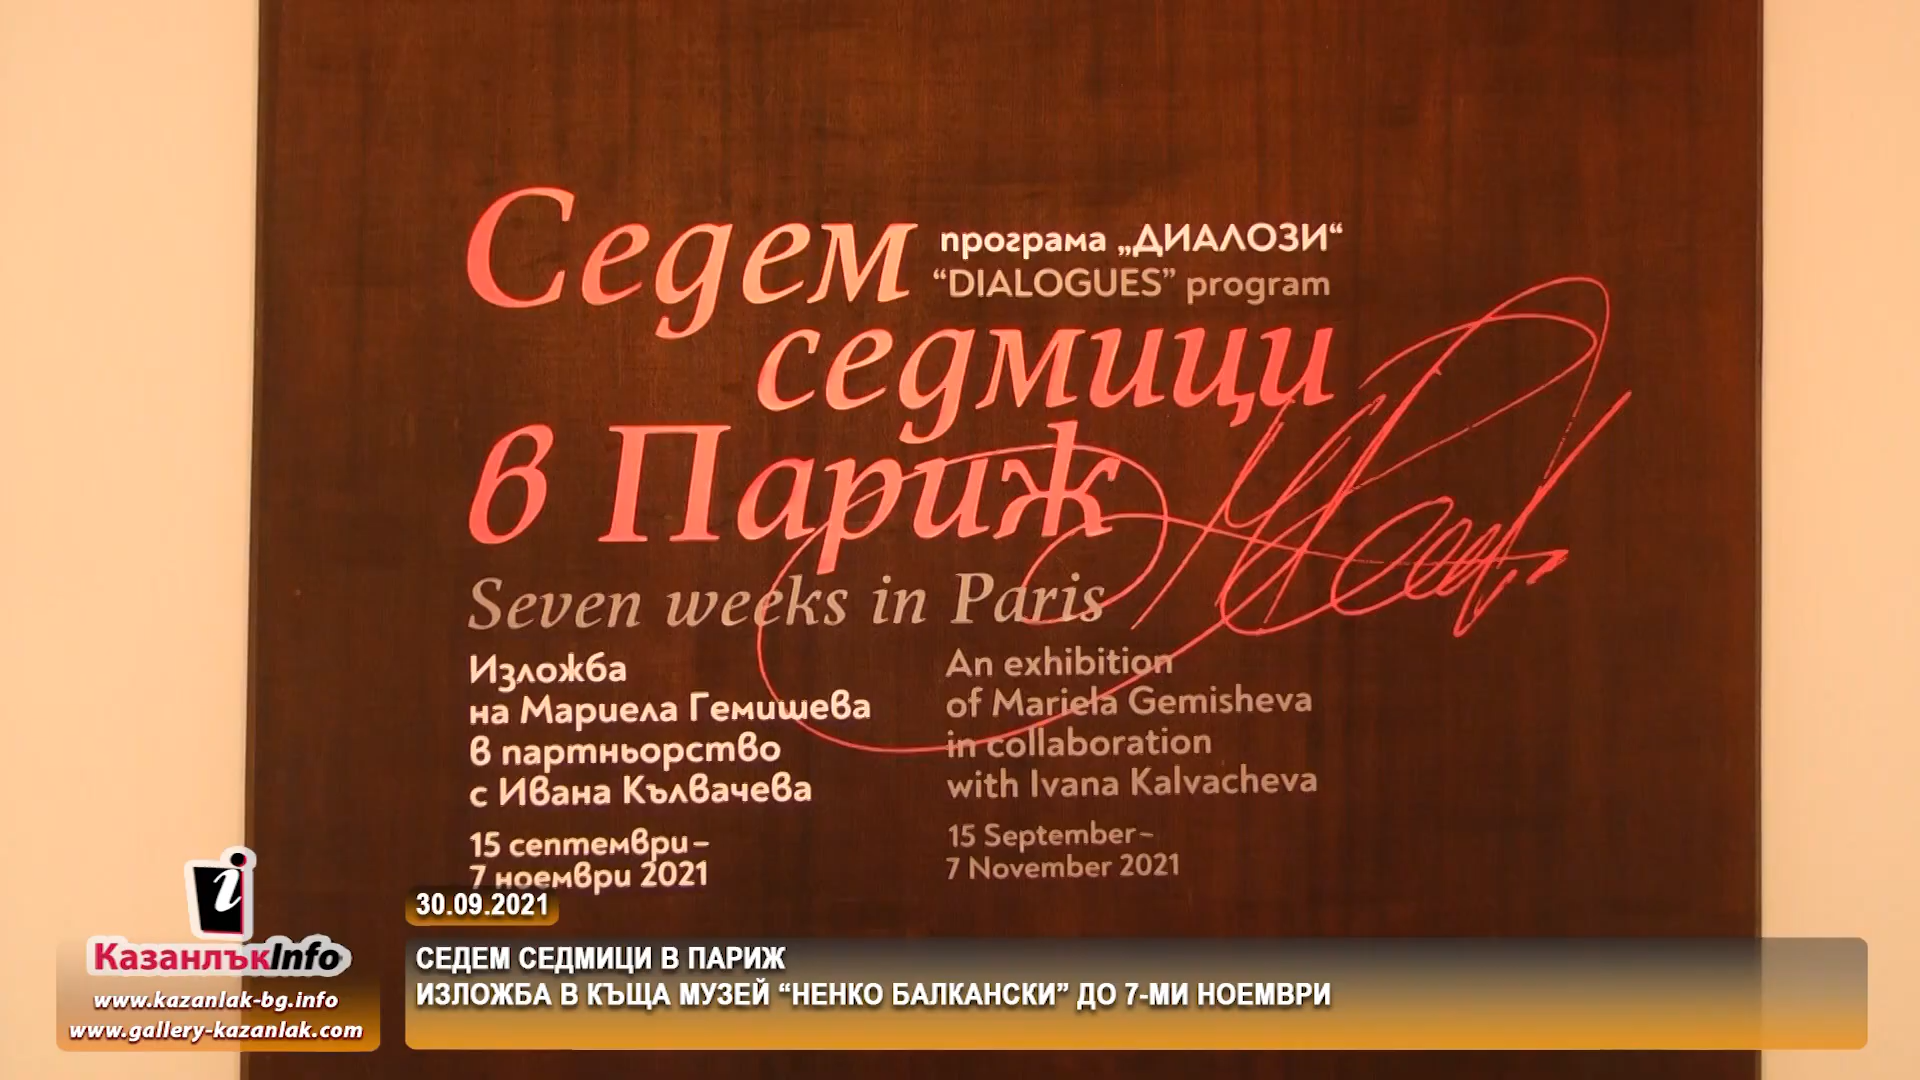 Седем
програма „ДИАЛОЗИ“
“DIALOGUES” program
седмици
в Париж
Seven weeks in Paris
Изложба
на Мариела Гемишева
в партньорство
с Ивана Кълвачева
15 септември –
7 ноември 2021
An exhibition
of Mariela Gemisheva
in collaboration
with Ivana Kalvacheva
15 September –
7 November 2021
30.09.2021
СЕДЕМ СЕДМИЦИ В ПАРИЖ
ИЗЛОЖБА В КЪЩА МУЗЕЙ “НЕНКО БАЛКАНСКИ” ДО 7-МИ НОЕМВРИ
i
КазанлъкInfo
www.kazanlak-bg.info
www.gallery-kazanlak.com